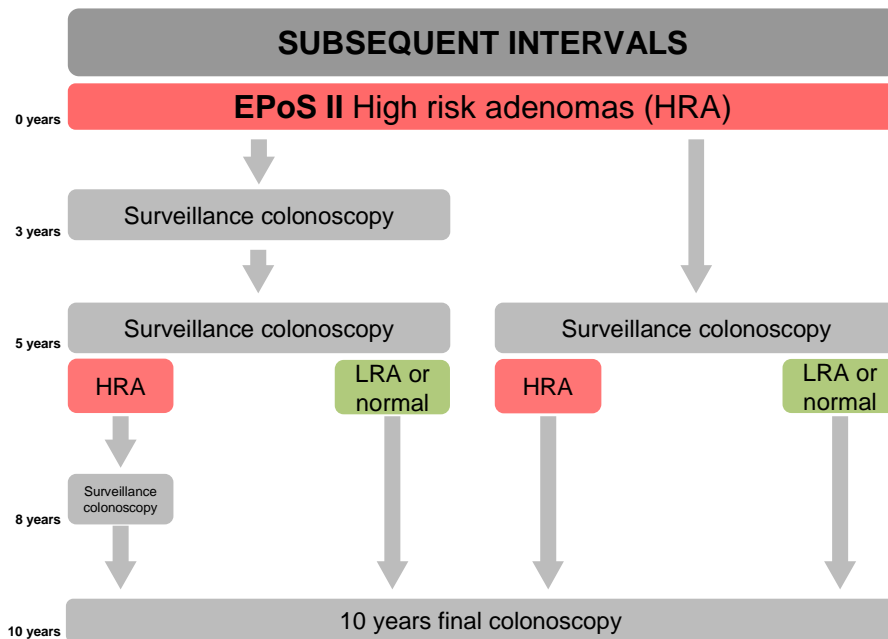 SUBSEQUENT INTERVALS
EPoS II High risk adenomas (HRA)
0 years
Surveillance colonoscopy
3 years
Surveillance colonoscopy
Surveillance colonoscopy
5 years
HRA
LRA or
normal
HRA
LRA or
normal
Surveillance
colonoscopy
8 years
10 years final colonoscopy
10 years